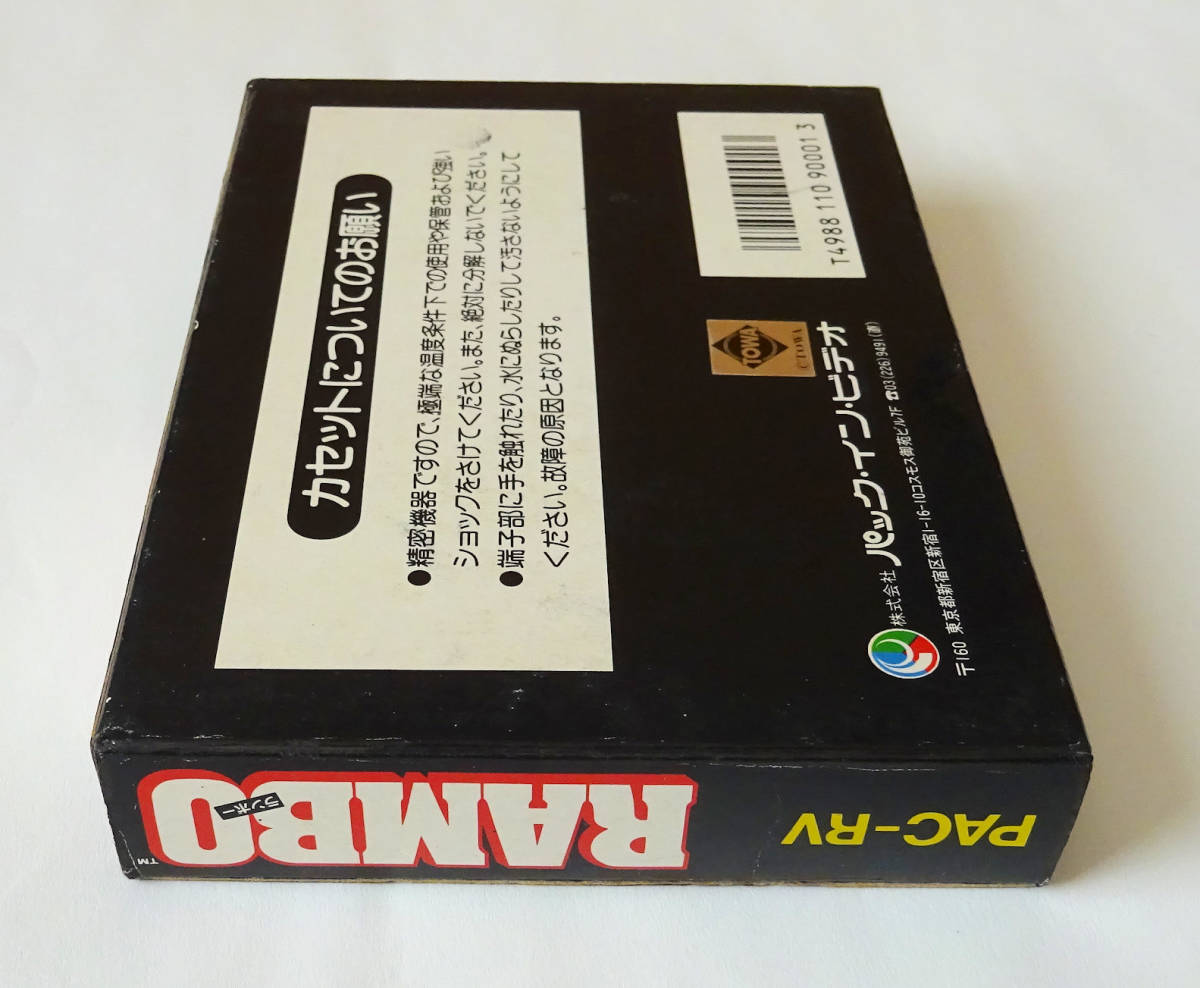 カセットについてのお願い
●精密機器ですので、極端な温度条件下での使用や保管および強い
ショックをさけてください。また、絶対に分解しないでください。
●端子部に手を触れたり、水にぬらしたりして汚さないようにして
ください。故障の原因となります。
T4988 110 90001 3
TOWA
©TOWA
株式会社 パック・イン・ビデオ
〒160 東京都新宿区新宿1-16-10コスモス御苑ビル7F ☎03(226)9491(直)
RAMBO™
ランボー
PAC-RV